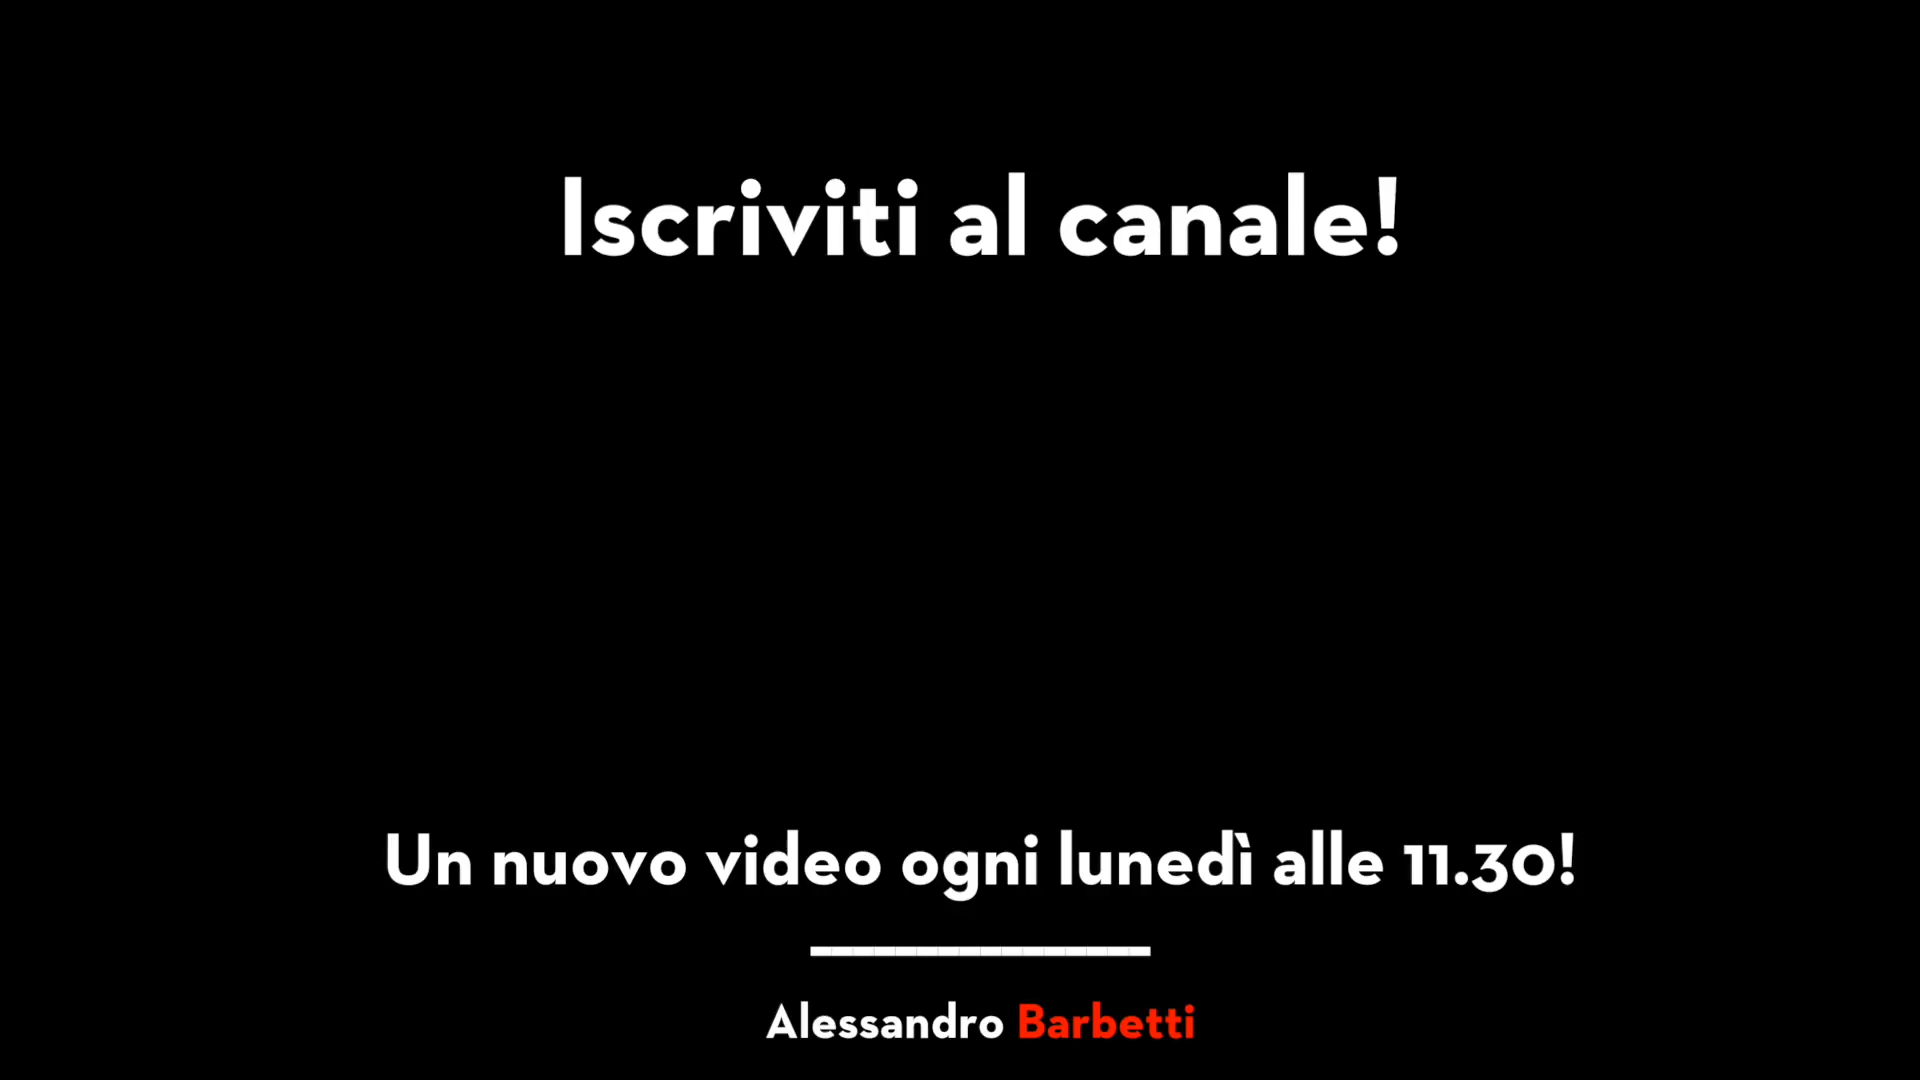 Iscriviti al canale!
Un nuovo video ogni lunedì alle 11.30!
Alessandro Barbetti